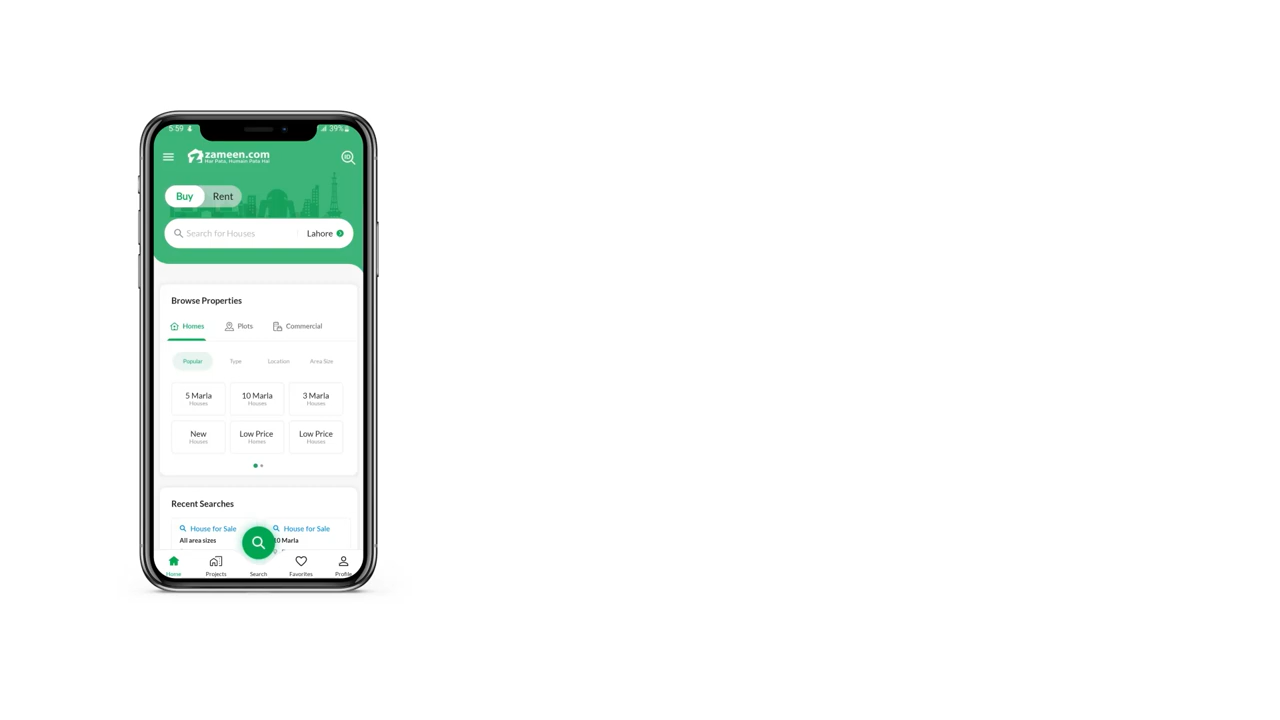 5:59 39%
zameen.com
Har Pata, Humain Pata Hai
ID
Buy Rent
Search for Houses Lahore
Browse Properties
Homes Plots Commercial
Popular Type Location Area Size
5 Marla 10 Marla 3 Marla
Houses Houses Houses
New Low Price Low Price
Houses Homes Houses
Recent Searches
House for Sale House for Sale
All area sizes 10 Marla
Home Projects Search Favorites Profile